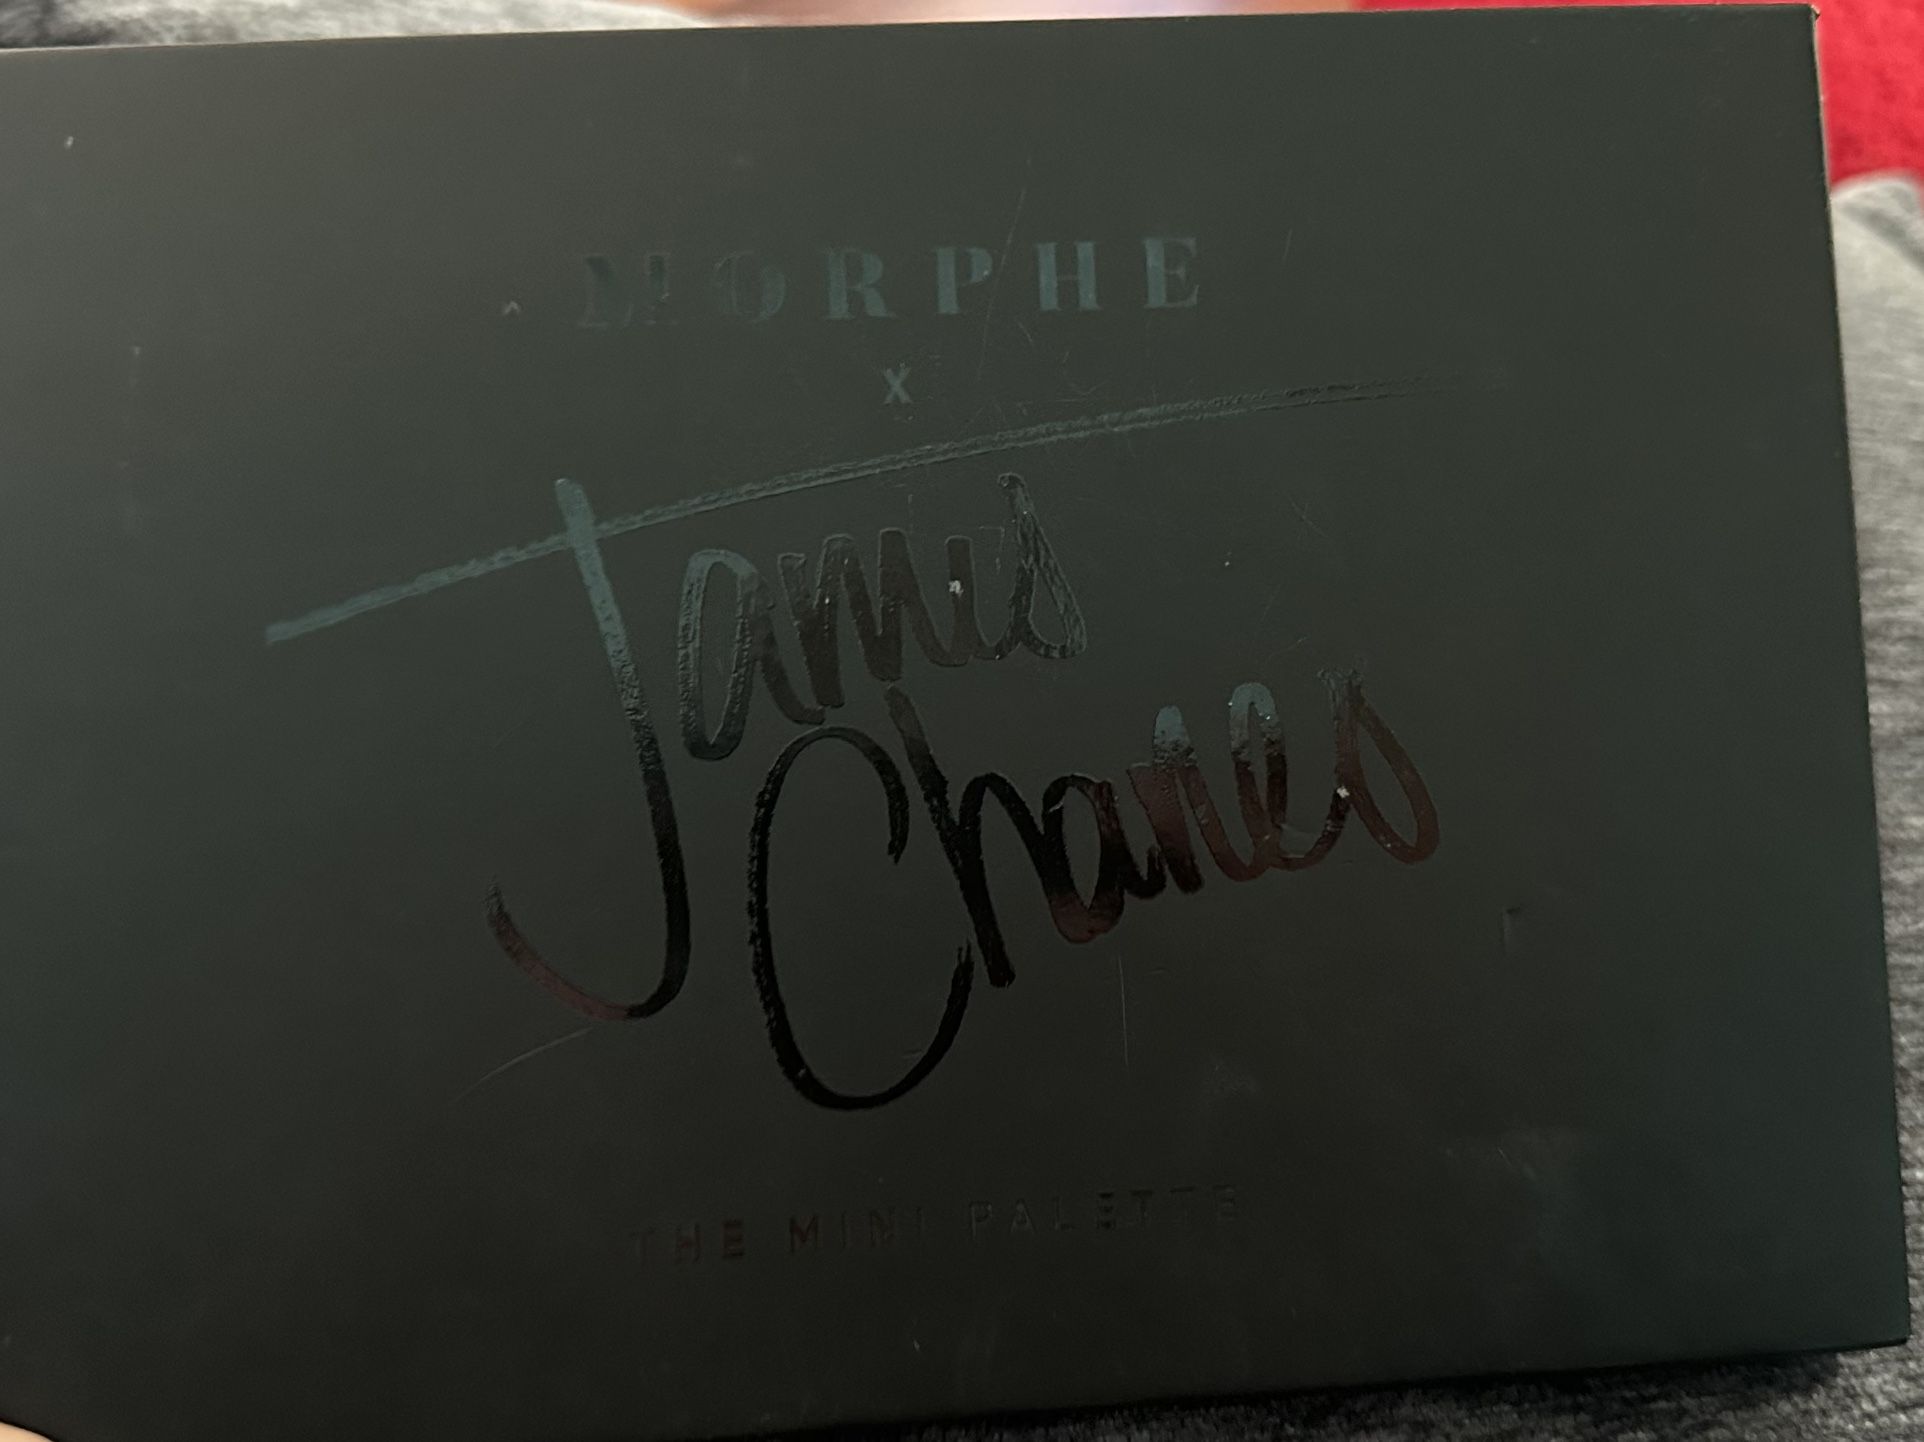 MORPHE
X
James
Charles
THE MINI PALETTE